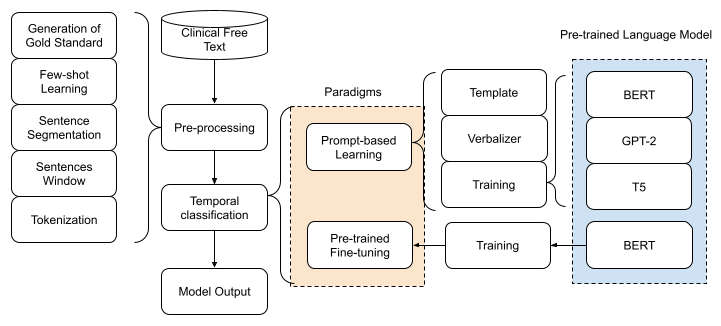 Generation of
Gold Standard
Few-shot
Learning
Sentence
Segmentation
Sentences
Window
Tokenization
Clinical Free
Text
Pre-processing
Temporal
classification
Model Output
Paradigms
Prompt-based
Learning
Pre-trained
Fine-tuning
Template
Verbalizer
Training
Training
Pre-trained Language Model
BERT
GPT-2
T5
BERT